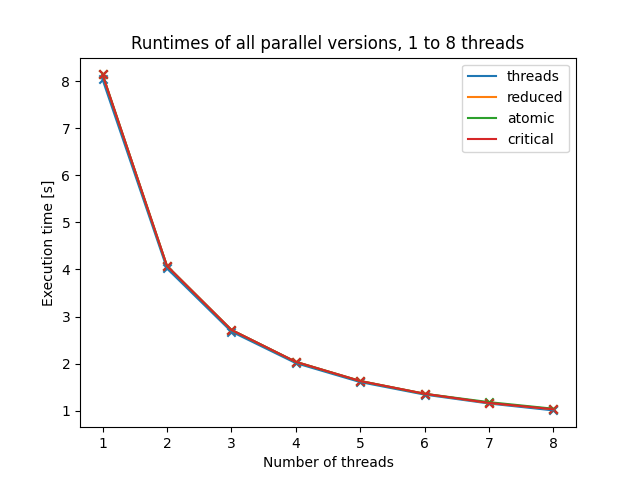 Runtimes of all parallel versions, 1 to 8 threads
threads
reduced
atomic
critical
8
7
6
5
4
3
2
1
Execution time [s]
1 2 3 4 5 6 7 8
Number of threads